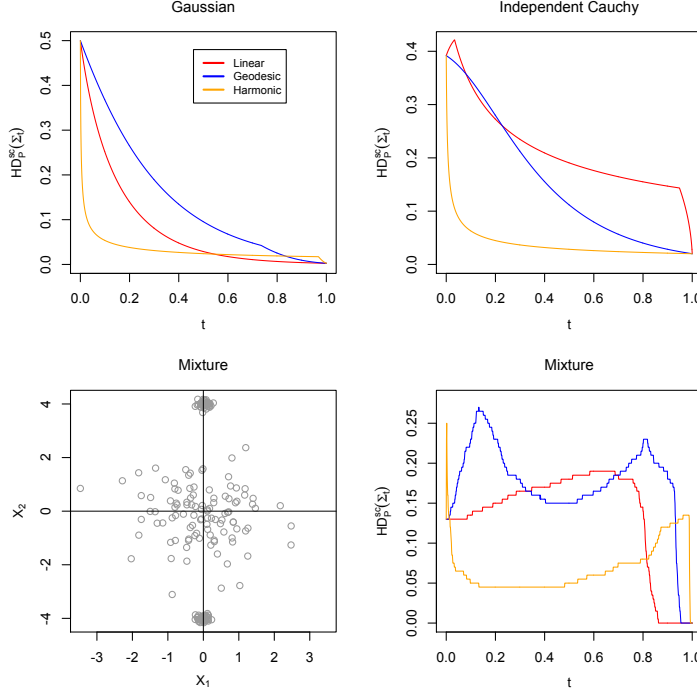 Gaussian
HD_P^sc(Σ_t)
0.0 0.1 0.2 0.3 0.4 0.5
Linear
Geodesic
Harmonic
0.0 0.2 0.4 0.6 0.8 1.0
t
Independent Cauchy
HD_P^sc(Σ_t)
0.0 0.1 0.2 0.3 0.4
0.0 0.2 0.4 0.6 0.8 1.0
t
Mixture
X_2
-4 -2 0 2 4
-3 -2 -1 0 1 2 3
X_1
Mixture
HD_P^sc(Σ_t)
0.00 0.05 0.10 0.15 0.20 0.25
0.0 0.2 0.4 0.6 0.8 1.0
t